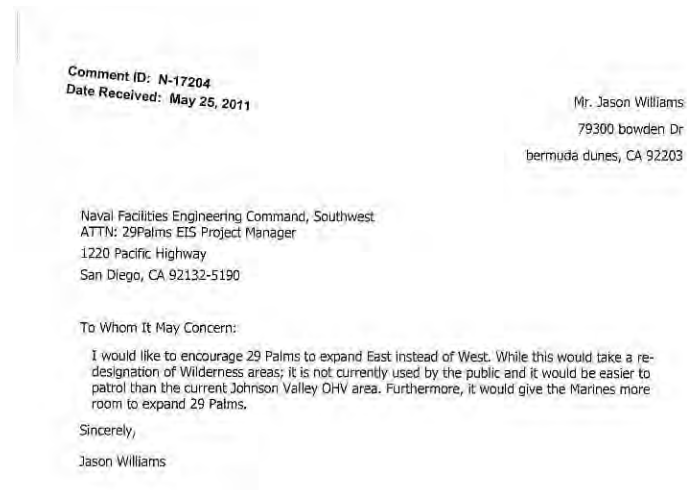 Comment ID: N-17204
Date Received: May 25, 2011
Mr. Jason Williams
79300 bowden Dr
bermuda dunes, CA 92203
Naval Facilities Engineering Command, Southwest
ATTN: 29Palms EIS Project Manager
1220 Pacific Highway
San Diego, CA 92132-5190
To Whom It May Concern:
I would like to encourage 29 Palms to expand East instead of West. While this would take a re-
designation of Wilderness areas; it is not currently used by the public and it would be easier to
patrol than the current Johnson Valley OHV area. Furthermore, it would give the Marines more
room to expand 29 Palms.
Sincerely,
Jason Williams